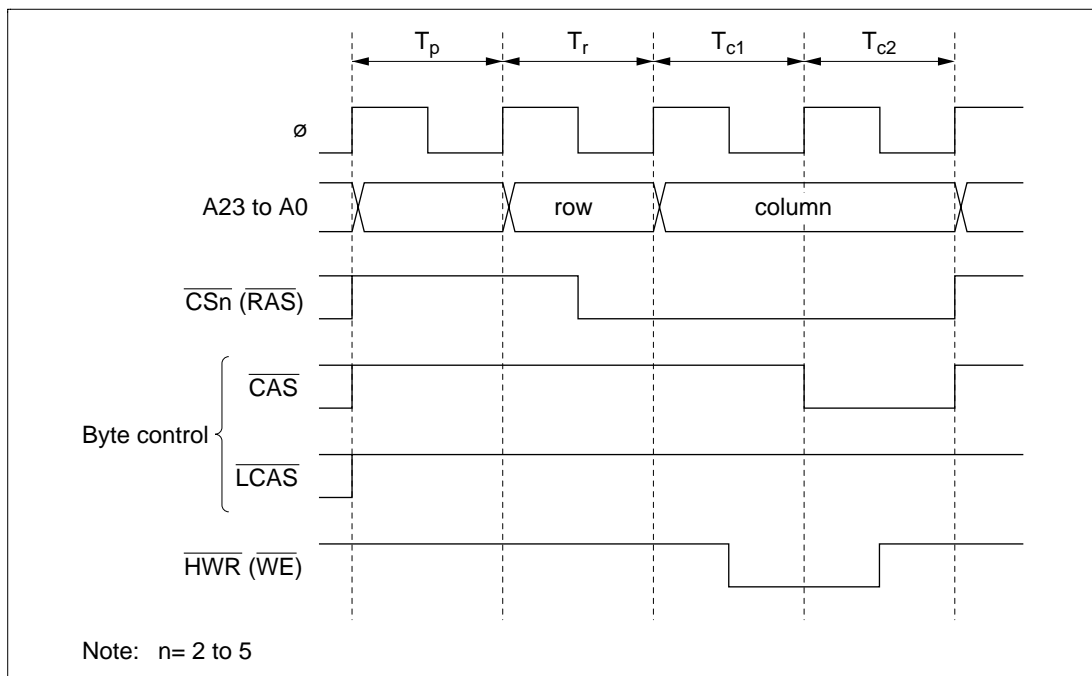 Tp Tr Tc1 Tc2
ø
A23 to A0 row column
CSn (RAS)
CAS
Byte control
LCAS
HWR (WE)
Note: n= 2 to 5